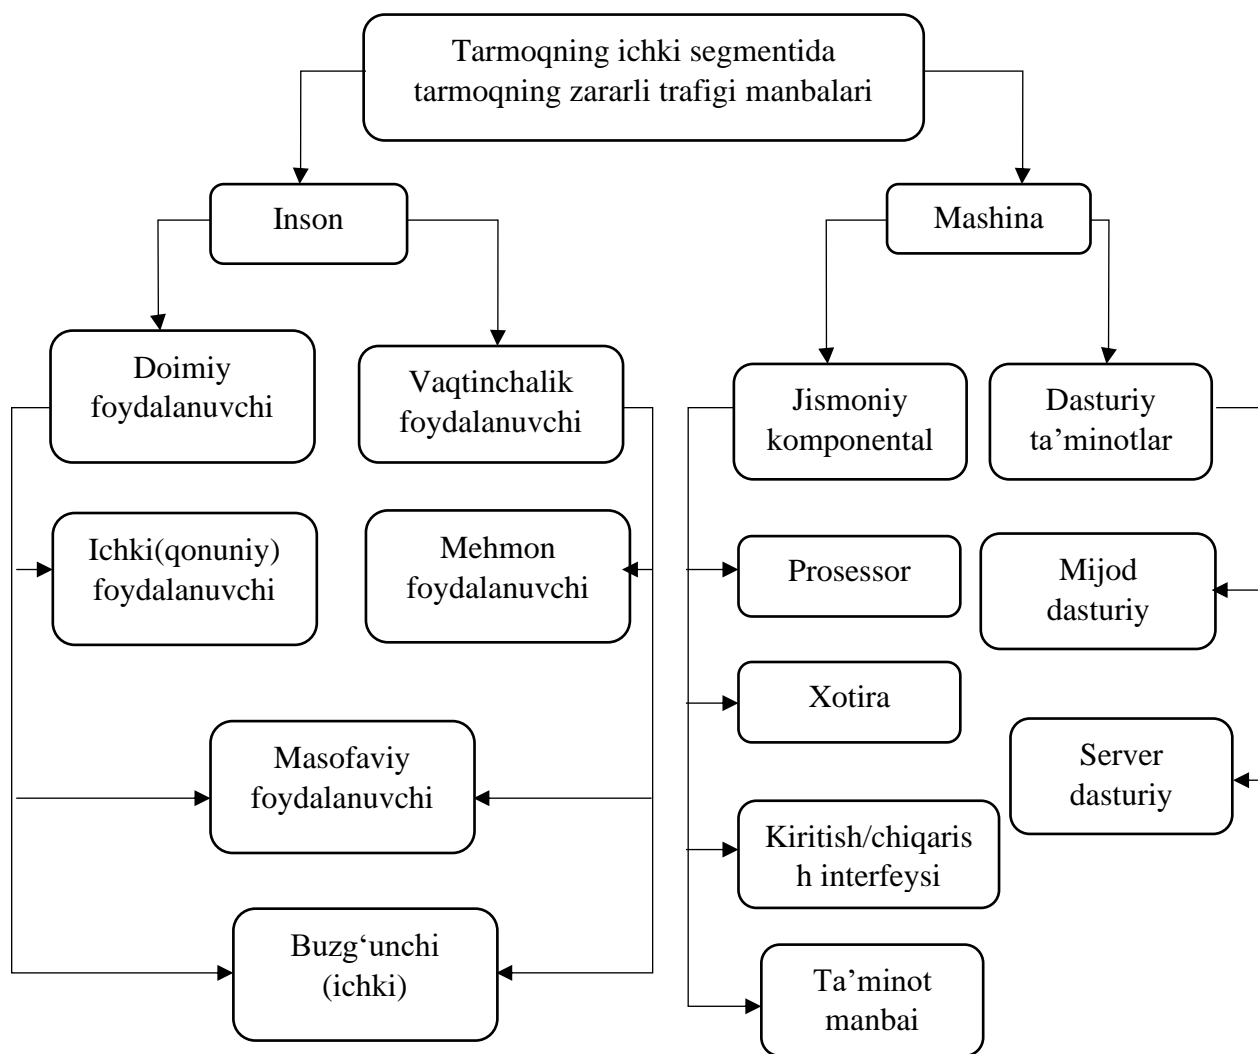 Tarmoqning ichki segmentida
tarmoqning zararli trafigi manbalari
Inson
Mashina
Doimiy
foydalanuvchi
Vaqtinchalik
foydalanuvchi
Jismoniy
komponental
Dasturiy
ta’minotlar
Ichki(qonuniy)
foydalanuvchi
Mehmon
foydalanuvchi
Prosessor
Mijod
dasturiy
Xotira
Masofaviy
foydalanuvchi
Server
dasturiy
Kiritish/chiqaris
h interfeysi
Buzg‘unchi
(ichki)
Ta’minot
manbai